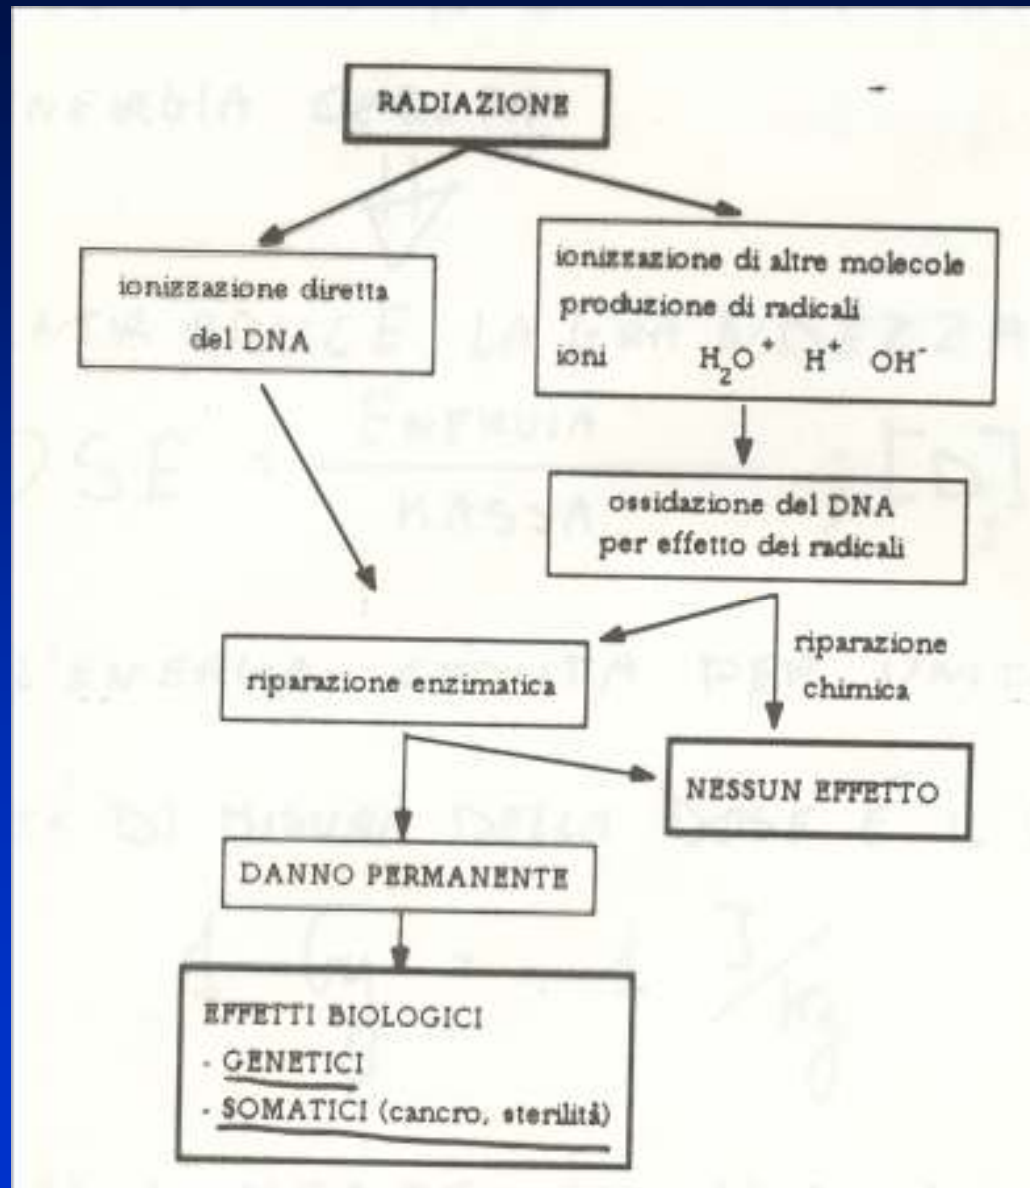 RADIAZIONE
ionizzazione diretta
del DNA
ionizzazione di altre molecole
produzione di radicali
ioni H₂O⁺ H⁺ OH⁻
ossidazione del DNA
per effetto dei radicali
riparazione
chimica
riparazione enzimatica
NESSUN EFFETTO
DANNO PERMANENTE
EFFETTI BIOLOGICI
- GENETICI
- SOMATICI (cancro, sterilità)